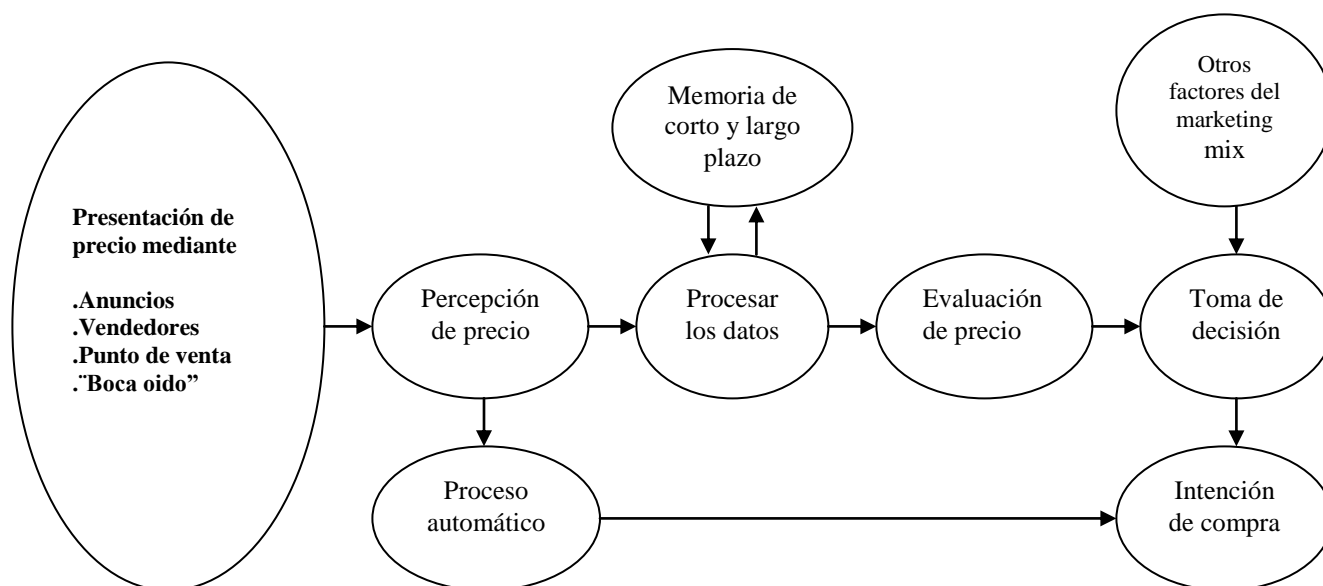 Presentación de
precio mediante
.Anuncios
.Vendedores
.Punto de venta
.¨Boca oido”
Percepción
de precio
Memoria de
corto y largo
plazo
Procesar
los datos
Evaluación
de precio
Otros
factores del
marketing
mix
Toma de
decisión
Proceso
automático
Intención
de compra